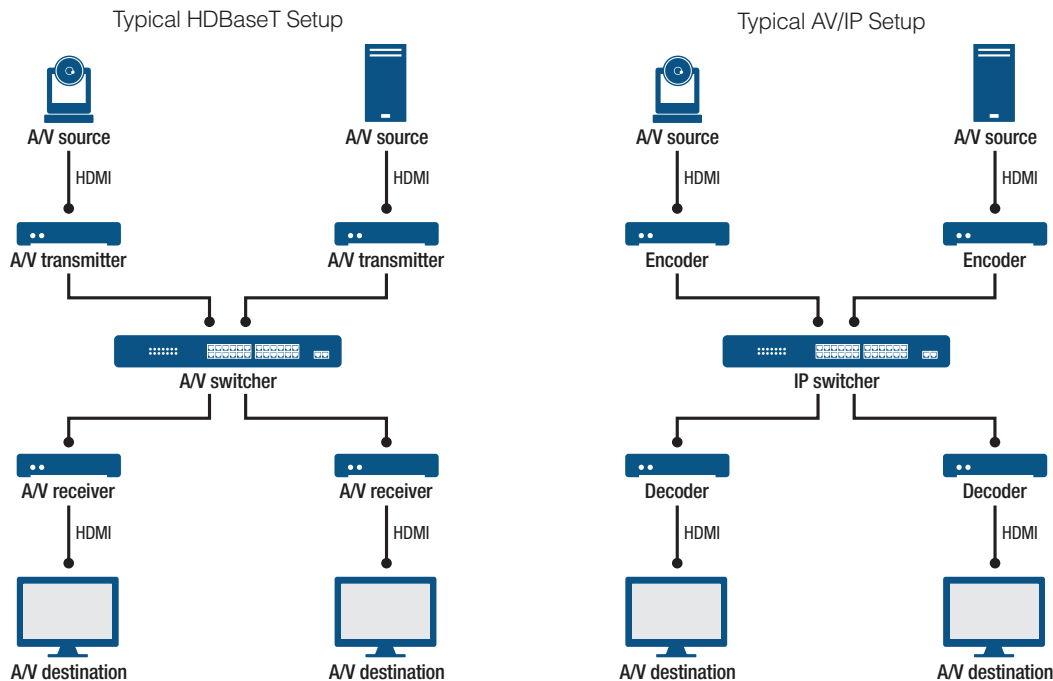 Typical HDBaseT Setup
A/V source
A/V source
HDMI
HDMI
A/V transmitter
A/V transmitter
A/V switcher
A/V receiver
A/V receiver
HDMI
HDMI
A/V destination
A/V destination
Typical AV/IP Setup
A/V source
A/V source
HDMI
HDMI
Encoder
Encoder
IP switcher
Decoder
Decoder
HDMI
HDMI
A/V destination
A/V destination